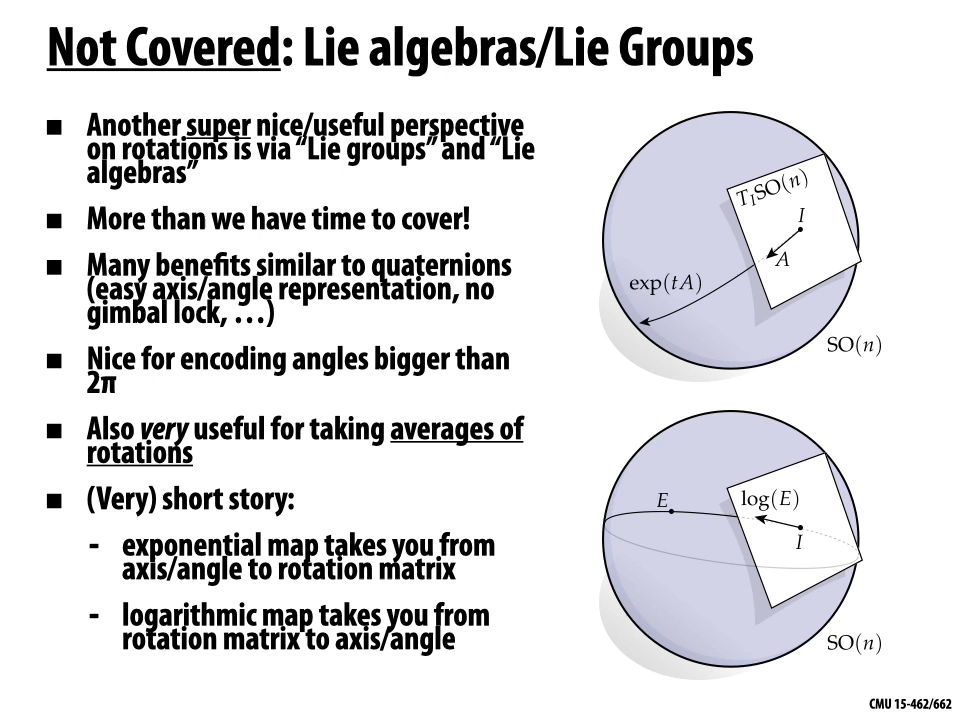 Not Covered: Lie algebras/Lie Groups
■ Another super nice/useful perspective
on rotations is via “Lie groups” and “Lie
algebras”
■ More than we have time to cover!
■ Many benefits similar to quaternions
(easy axis/angle representation, no
gimbal lock, …)
■ Nice for encoding angles bigger than
2π
■ Also very useful for taking averages of
rotations
■ (Very) short story:
- exponential map takes you from
axis/angle to rotation matrix
- logarithmic map takes you from
rotation matrix to axis/angle
T_I SO(n)
I
A
exp(tA)
SO(n)
E
log(E)
I
SO(n)
CMU 15-462/662